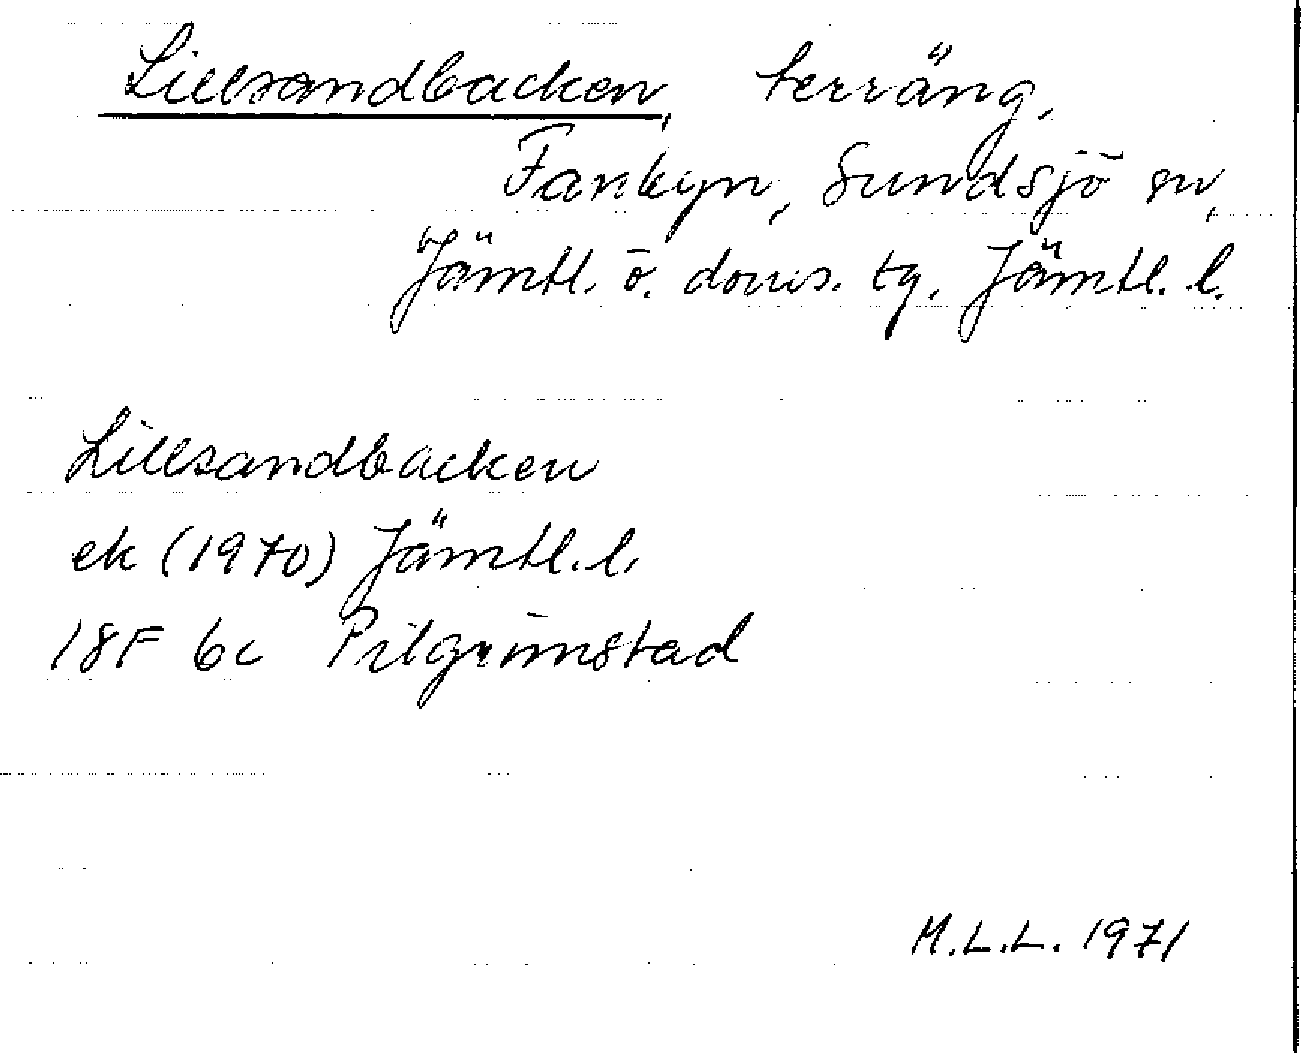 Lillsandbacken, terräng,
Fanbyn, Sundsjö sn,
Jämtl. ö. doms. tg. Jämtl. l.
Lillsandbacken
ek (1970) Jämtl. l.
18F 6c Pilgrimstad
M.L.L. 1971